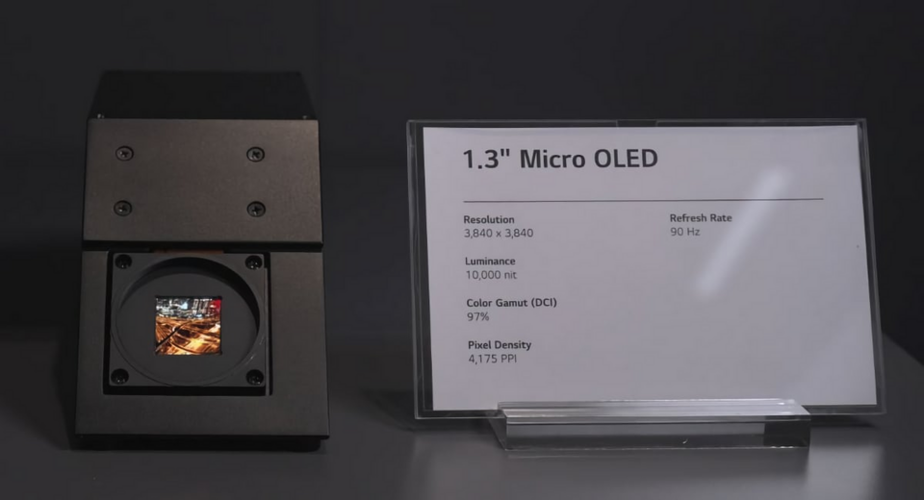 1.3" Micro OLED
Resolution
3,840 x 3,840
Refresh Rate
90 Hz
Luminance
10,000 nit
Color Gamut (DCI)
97%
Pixel Density
4,175 PPI